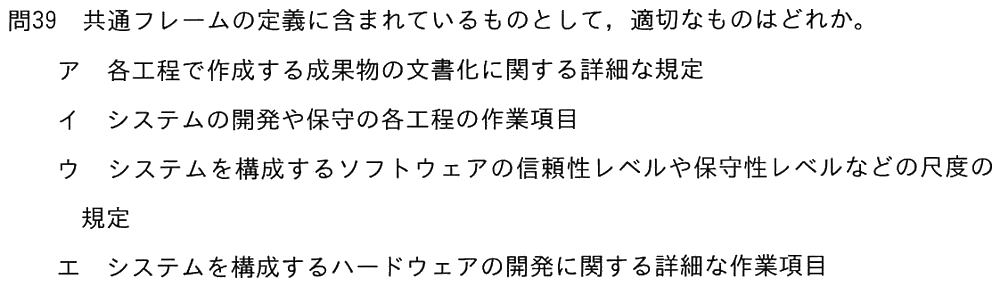 問39　共通フレームの定義に含まれているものとして，適切なものはどれか。
ア　各工程で作成する成果物の文書化に関する詳細な規定
イ　システムの開発や保守の各工程の作業項目
ウ　システムを構成するソフトウェアの信頼性レベルや保守性レベルなどの尺度の
規定
エ　システムを構成するハードウェアの開発に関する詳細な作業項目